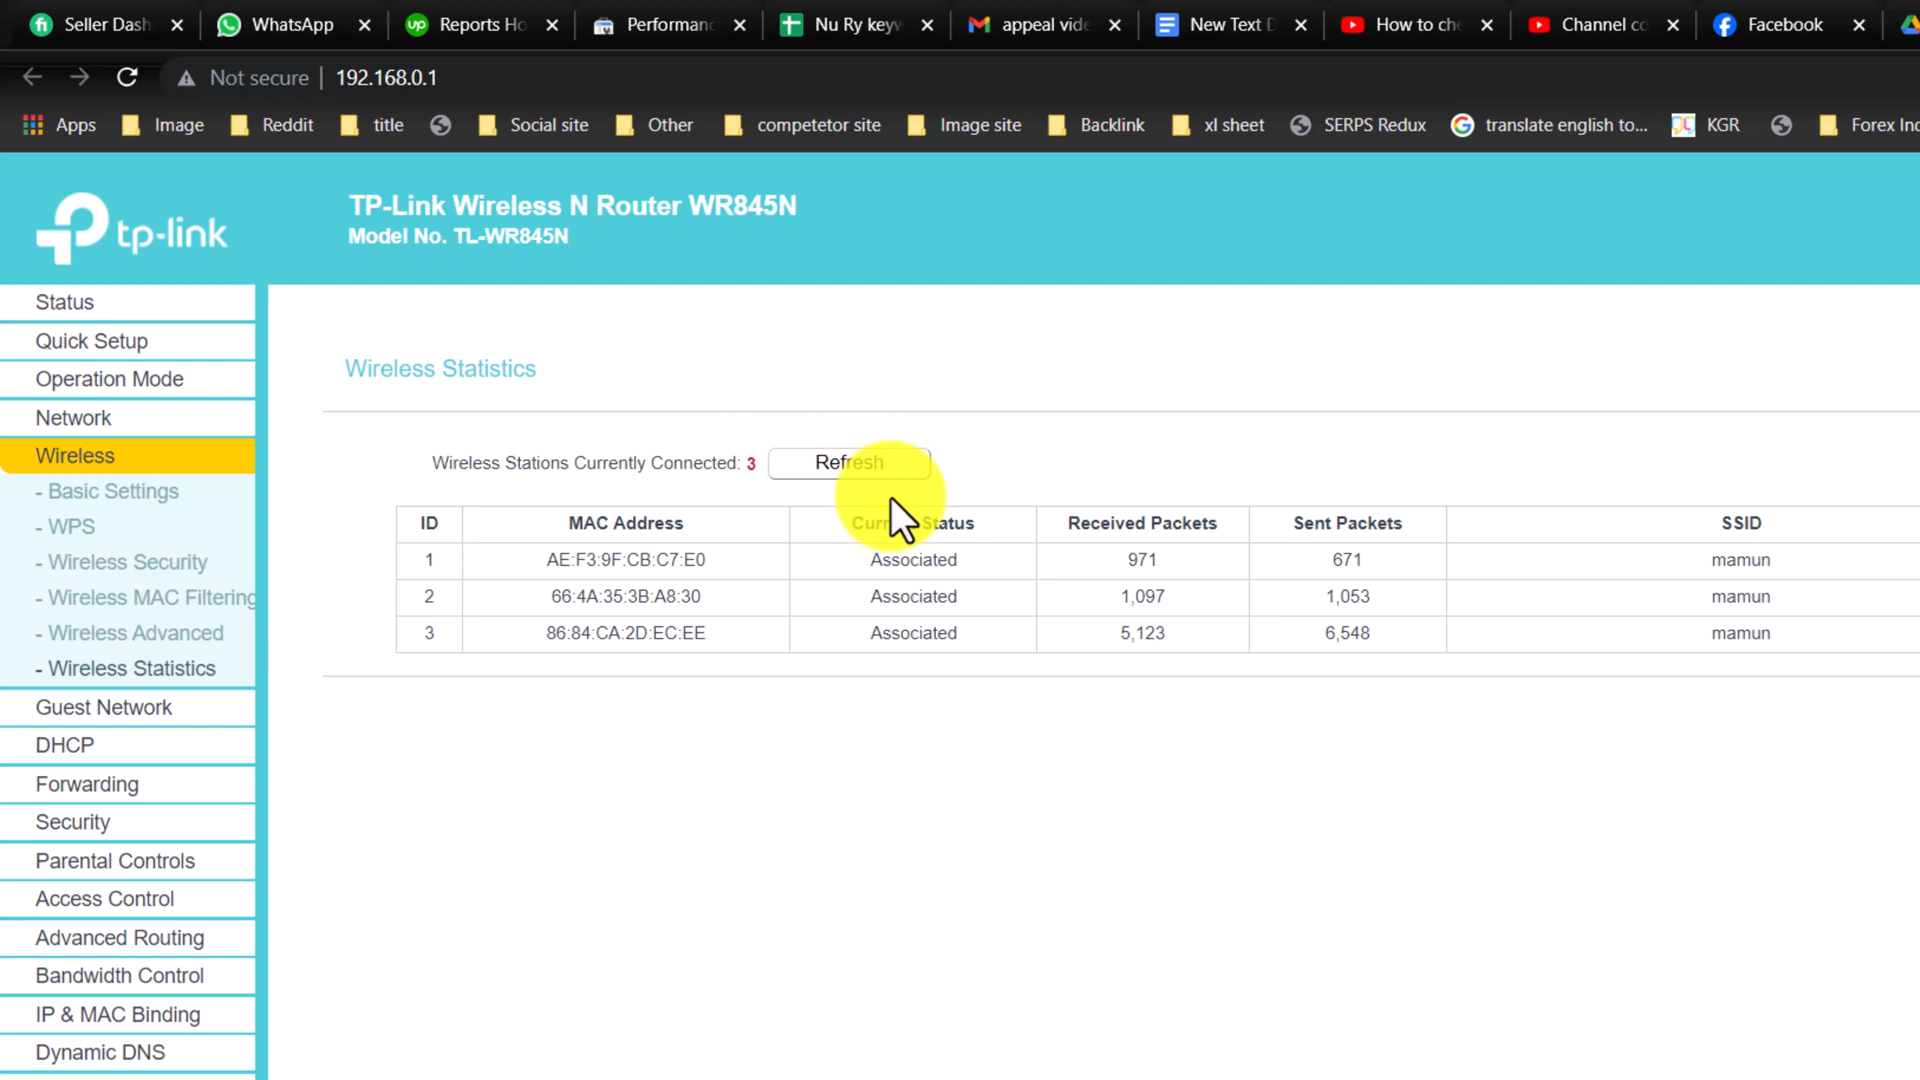 Seller Dash WhatsApp up Reports Ho Performanc Nu Ry keyw appeal vide New Text D How to che Channel co Facebook
Not secure 192.168.0.1
Apps Image Reddit title Social site Other competetor site Image site Backlink xl sheet SERPS Redux translate english to... KGR Forex Ind
tp-link
TP-Link Wireless N Router WR845N
Model No. TL-WR845N
Status
Quick Setup
Operation Mode
Network
Wireless
- Basic Settings
- WPS
- Wireless Security
- Wireless MAC Filtering
- Wireless Advanced
- Wireless Statistics
Guest Network
DHCP
Forwarding
Security
Parental Controls
Access Control
Advanced Routing
Bandwidth Control
IP & MAC Binding
Dynamic DNS
Wireless Statistics
Wireless Stations Currently Connected: 3 Refresh
ID MAC Address Current Status Received Packets Sent Packets SSID
1 AE:F3:9F:CB:C7:E0 Associated 971 671 mamun
2 66:4A:35:3B:A8:30 Associated 1,097 1,053 mamun
3 86:84:CA:2D:EC:EE Associated 5,123 6,548 mamun